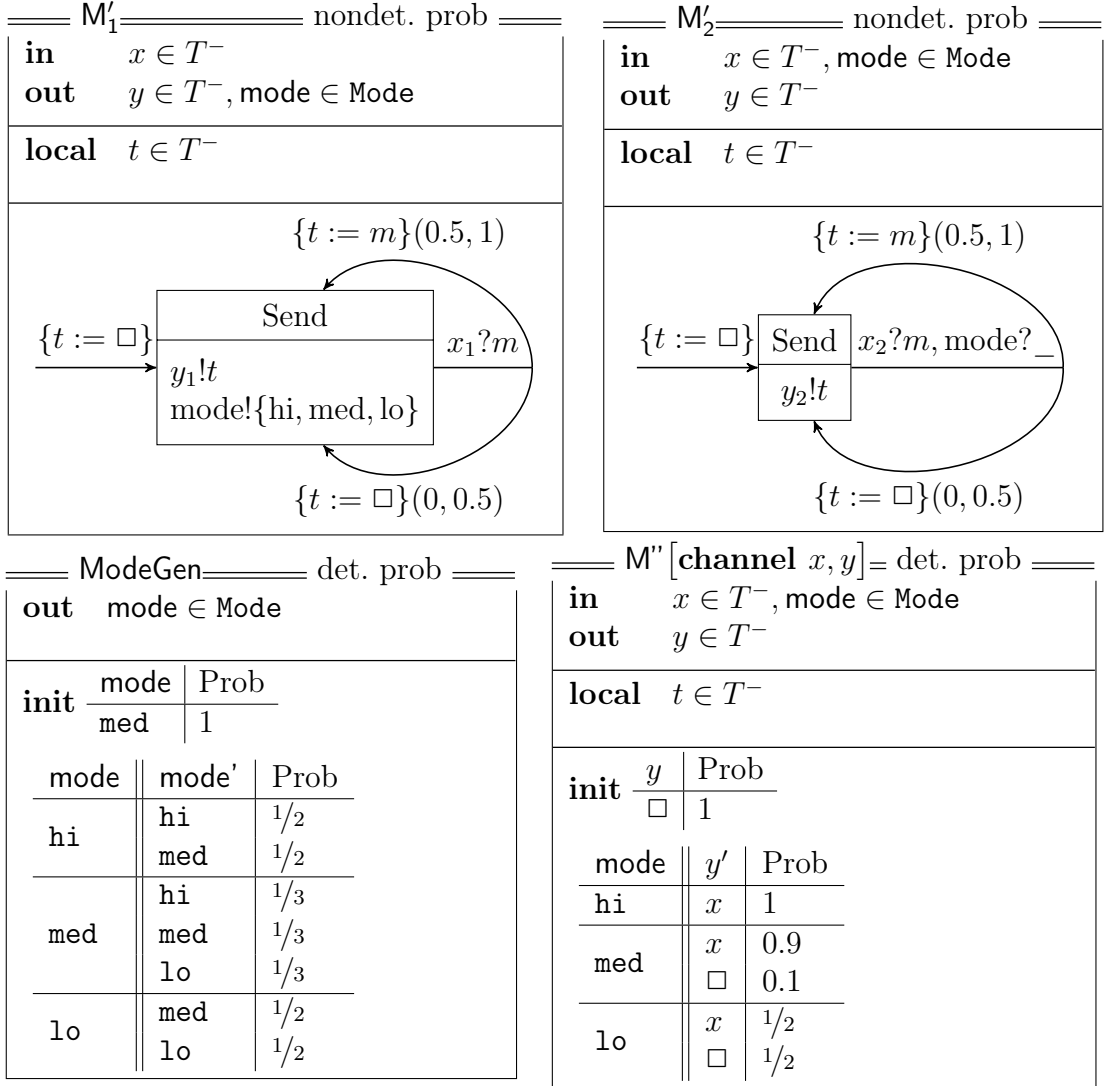 M′₁ nondet. prob
in x ∈ T⁻
out y ∈ T⁻, mode ∈ Mode
local t ∈ T⁻
{t := m}(0.5, 1)
Send
{t := □}
x₁?m
y₁!t
mode!{hi, med, lo}
{t := □}(0, 0.5)
M′₂ nondet. prob
in x ∈ T⁻, mode ∈ Mode
out y ∈ T⁻
local t ∈ T⁻
{t := m}(0.5, 1)
{t := □}
Send
x₂?m, mode?_
y₂!t
{t := □}(0, 0.5)
ModeGen det. prob
out mode ∈ Mode
init
mode Prob
med 1
mode mode' Prob
hi
hi 1/2
med 1/2
med
hi 1/3
med 1/3
lo 1/3
lo
med 1/2
lo 1/2
M''[channel x, y] det. prob
in x ∈ T⁻, mode ∈ Mode
out y ∈ T⁻
local t ∈ T⁻
init
y Prob
□ 1
mode y′ Prob
hi x 1
med
x 0.9
□ 0.1
lo
x 1/2
□ 1/2